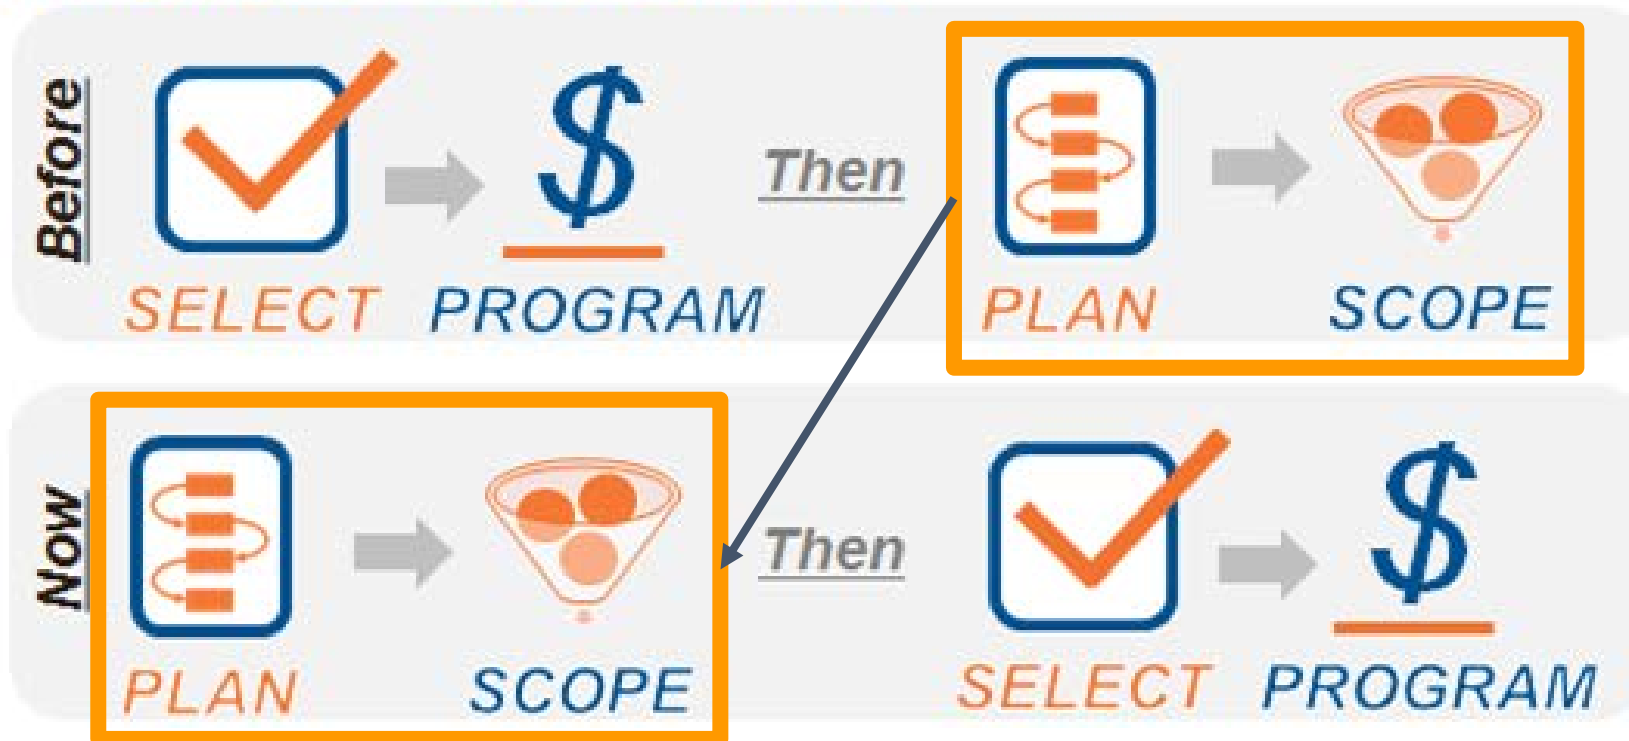 Before
Then
SELECT PROGRAM PLAN SCOPE
Now
Then
PLAN SCOPE SELECT PROGRAM